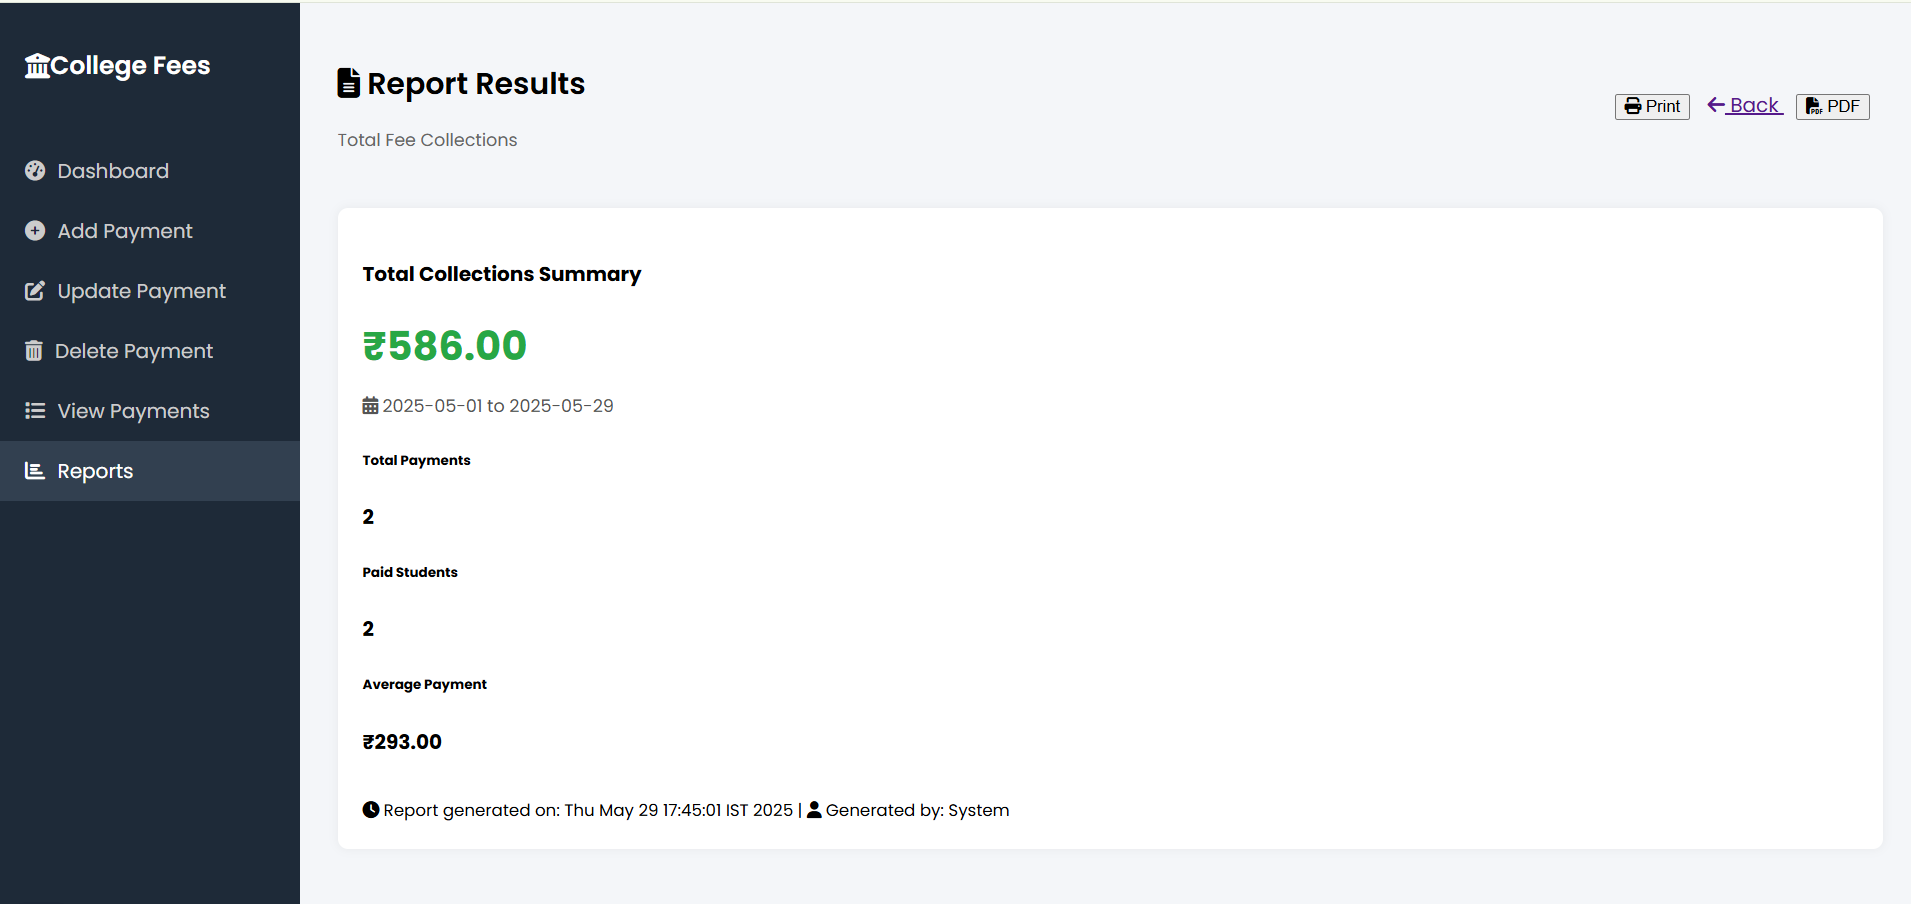 College Fees
Dashboard
Add Payment
Update Payment
Delete Payment
View Payments
Reports
Report Results
Total Fee Collections
Print
Back
PDF
Total Collections Summary
₹586.00
2025-05-01 to 2025-05-29
Total Payments
2
Paid Students
2
Average Payment
₹293.00
Report generated on: Thu May 29 17:45:01 IST 2025 | Generated by: System